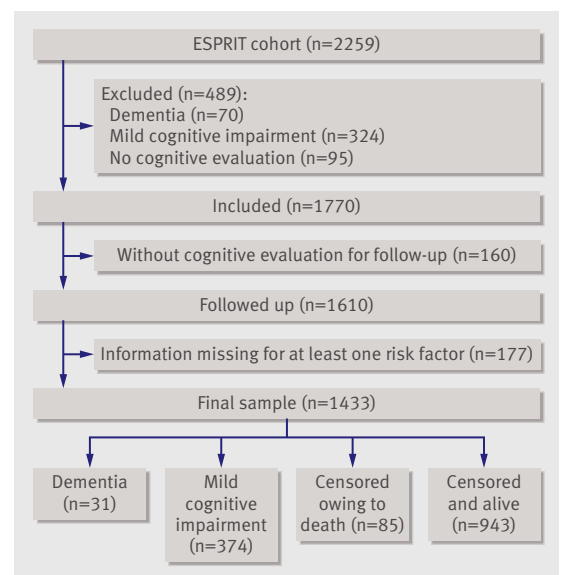 ESPRIT cohort (n=2259)
Excluded (n=489):
Dementia (n=70)
Mild cognitive impairment (n=324)
No cognitive evaluation (n=95)
Included (n=1770)
Without cognitive evaluation for follow-up (n=160)
Followed up (n=1610)
Information missing for at least one risk factor (n=177)
Final sample (n=1433)
Dementia
(n=31)
Mild
cognitive
impairment
(n=374)
Censored
owing to
death (n=85)
Censored
and alive
(n=943)